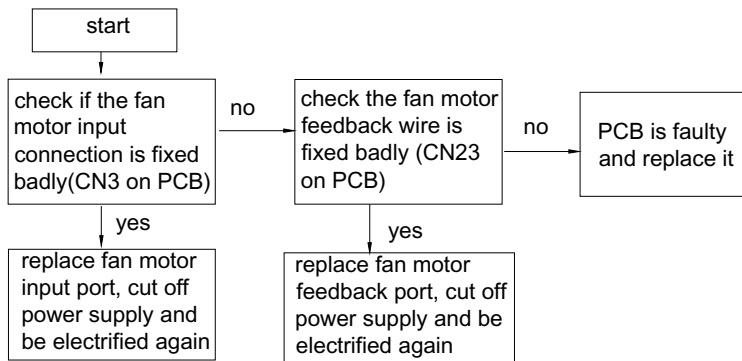 start
check if the fan
motor input
connection is fixed
badly(CN3 on PCB)
no
check the fan motor
feedback wire is
fixed badly (CN23
on PCB)
no
PCB is faulty
and replace it
yes
replace fan motor
input port, cut off
power supply and
be electrified again
yes
replace fan motor
feedback port, cut off
power supply and be
electrified again